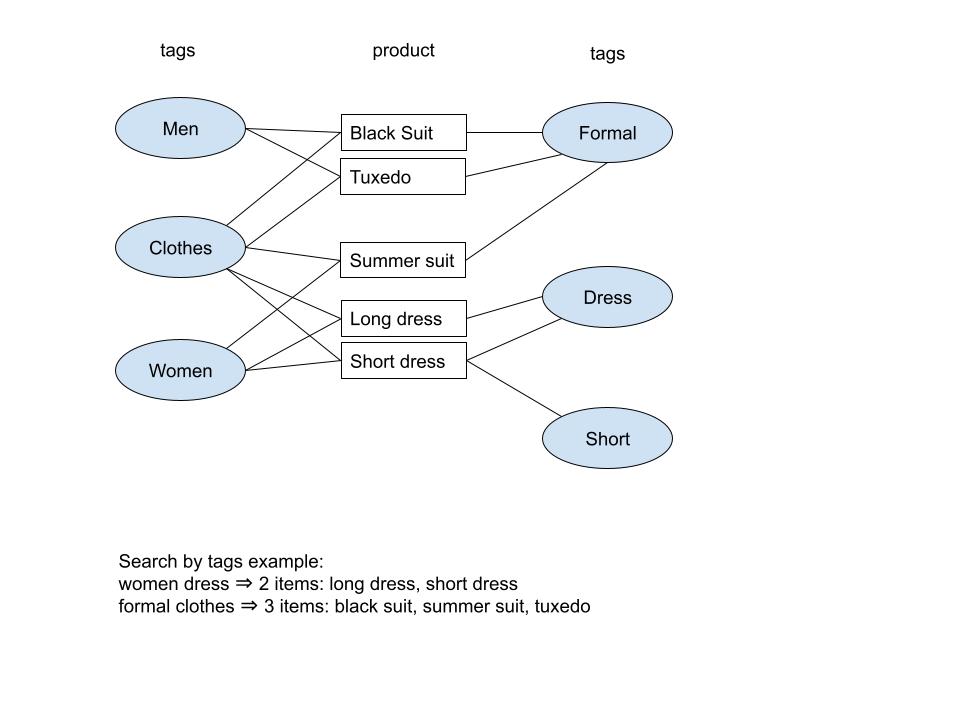 tags
product
tags
Men
Black Suit
Formal
Tuxedo
Clothes
Summer suit
Dress
Long dress
Short dress
Women
Short
Search by tags example:
women dress ⇒ 2 items: long dress, short dress
formal clothes ⇒ 3 items: black suit, summer suit, tuxedo